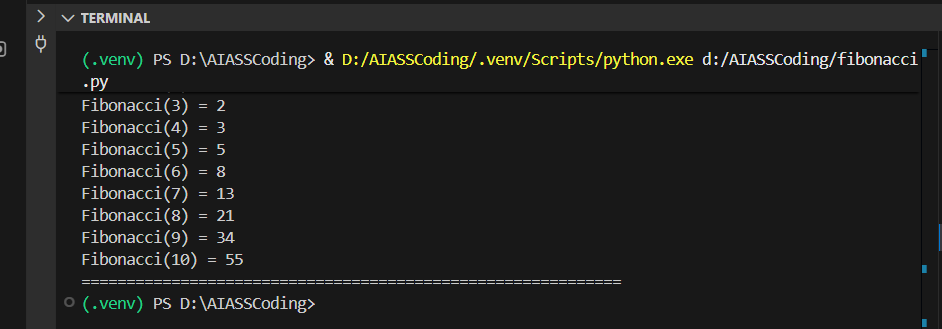 TERMINAL
(.venv) PS D:\AIASSCoding> & D:/AIASSCoding/.venv/Scripts/python.exe d:/AIASSCoding/fibonacci
.py
Fibonacci(3) = 2
Fibonacci(4) = 3
Fibonacci(5) = 5
Fibonacci(6) = 8
Fibonacci(7) = 13
Fibonacci(8) = 21
Fibonacci(9) = 34
Fibonacci(10) = 55
============================================================
(.venv) PS D:\AIASSCoding>